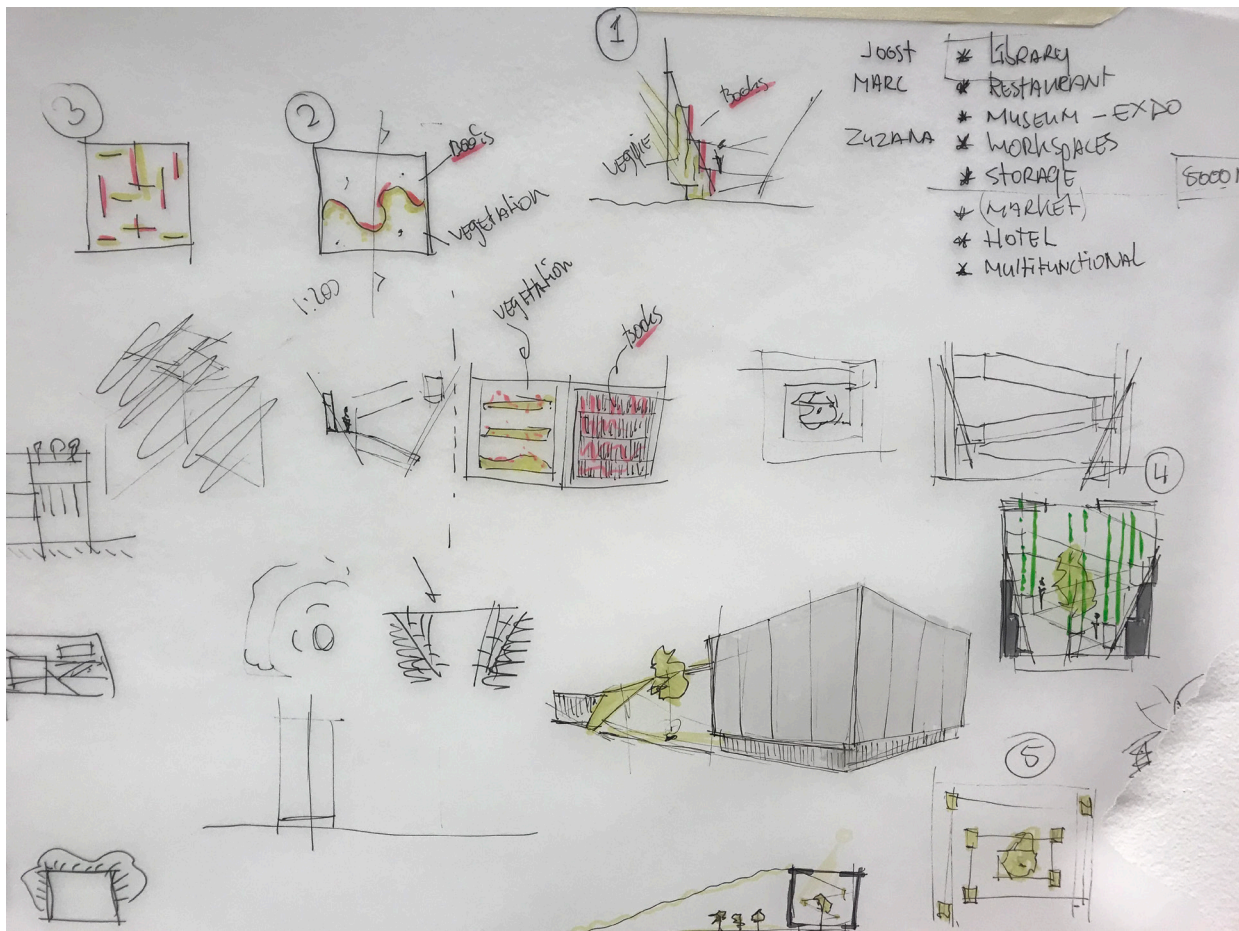 1
JOOST
MARC
ZUZANA
* LIBRARY
* RESTAURANT
* MUSEUM - EXPO
* WORKSPACES
* STORAGE
* (MARKET)
* HOTEL
* MULTIFUNCTIONAL
Books
VEGGIE
3
2
Books
VEGETATION
1:200
VEGETATION
Books
4
5